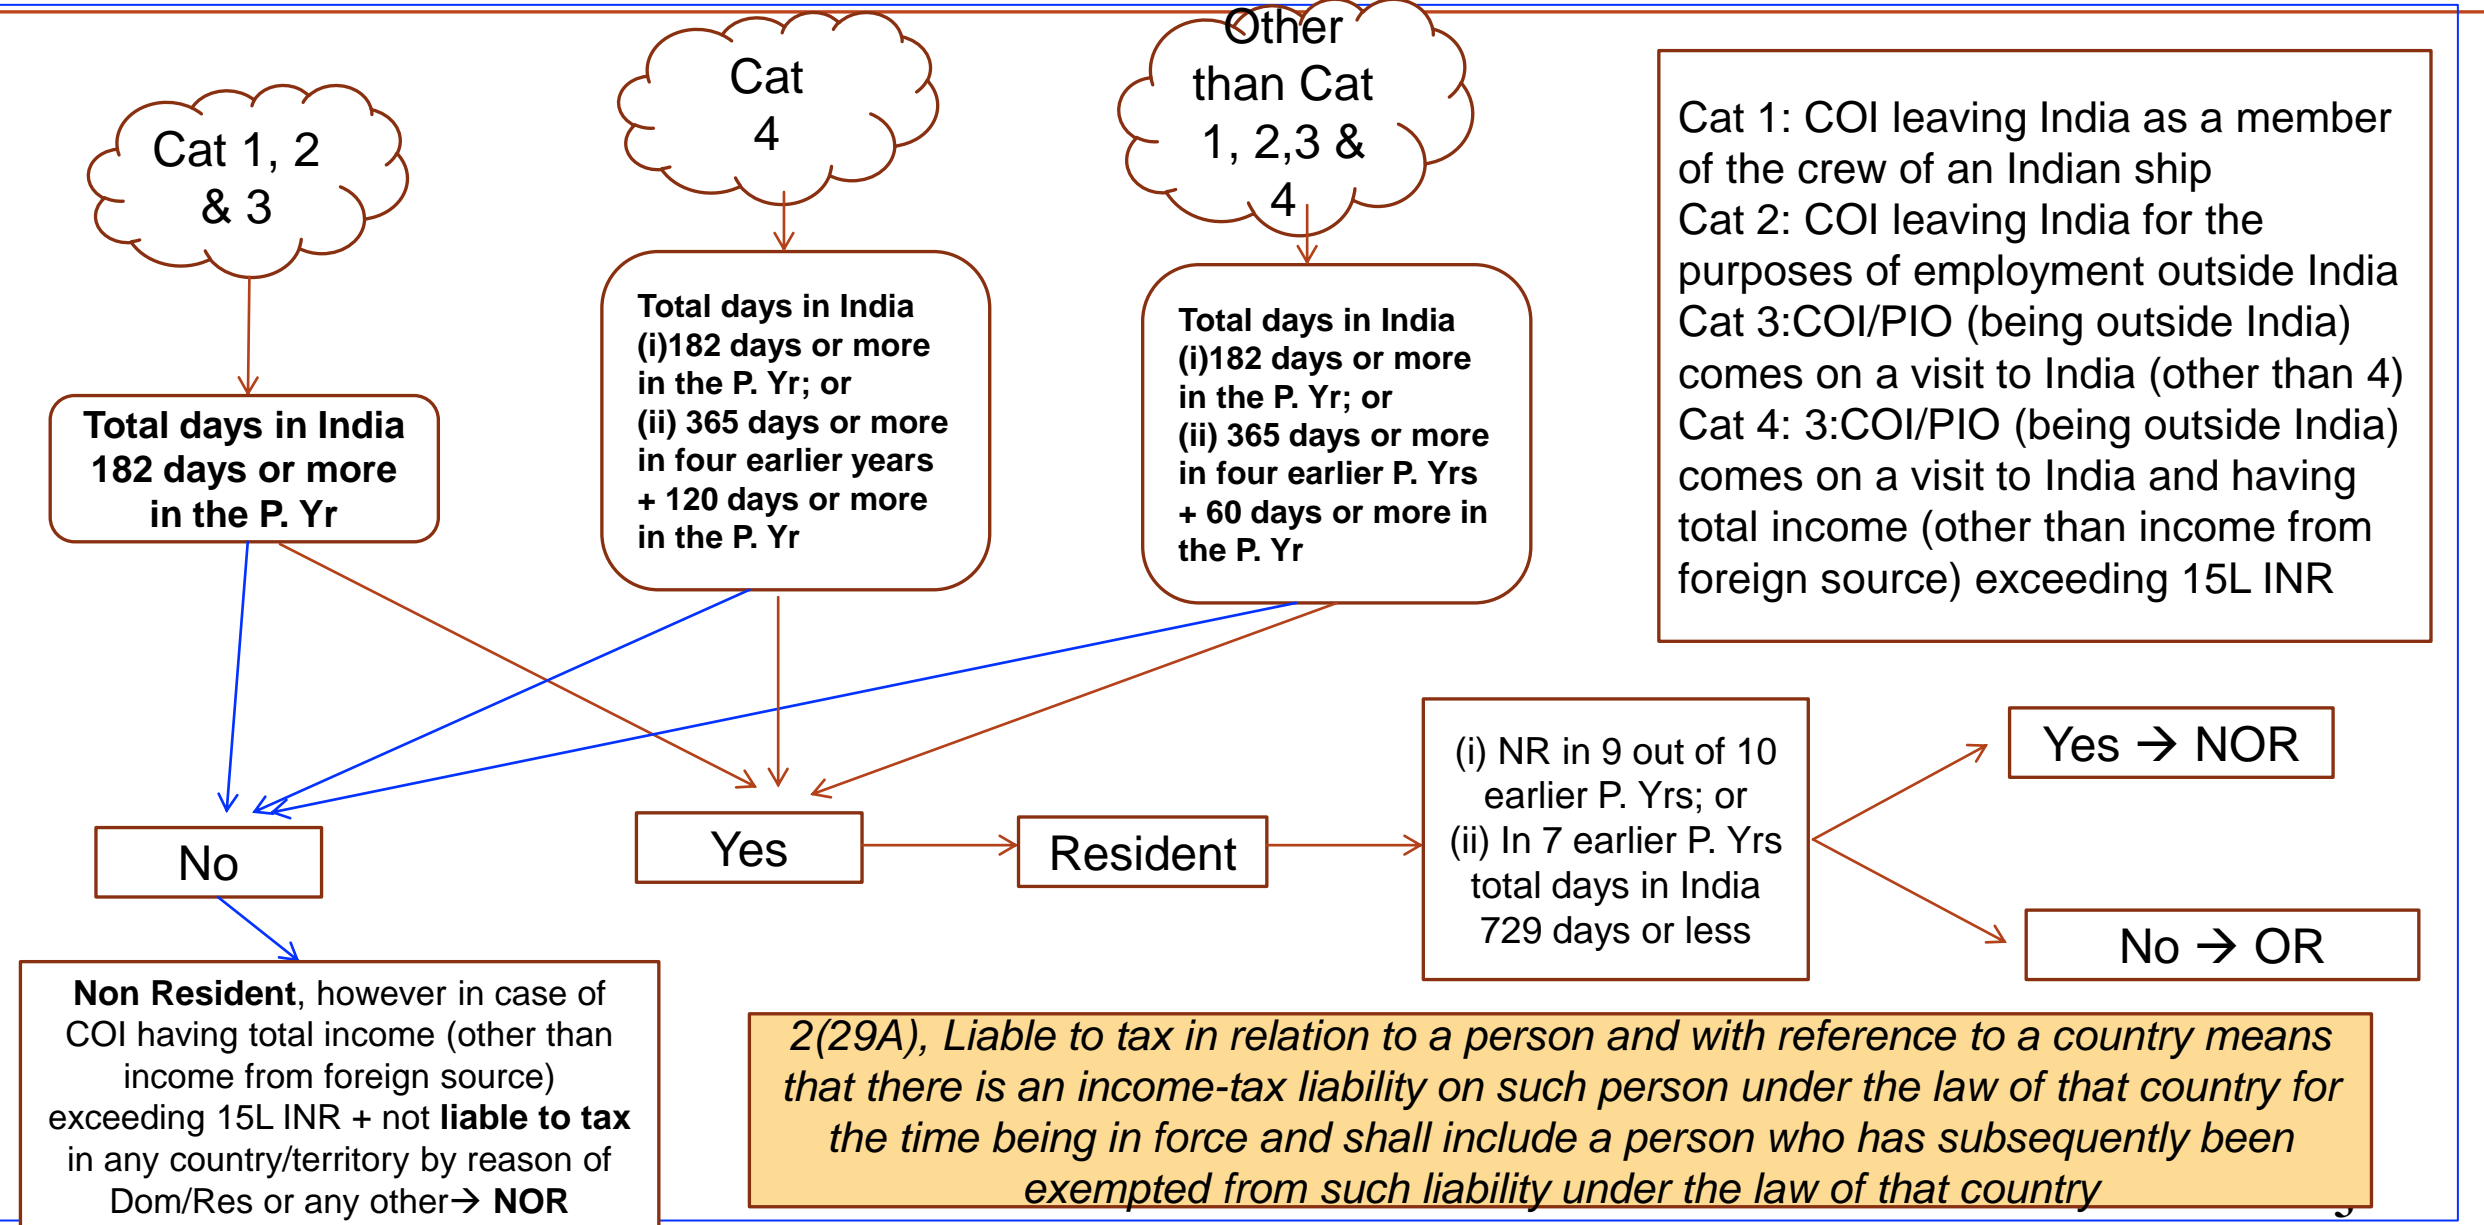 Cat 1, 2
& 3
Cat
4
Other
than Cat
1, 2,3 &
4
Cat 1: COI leaving India as a member
of the crew of an Indian ship
Cat 2: COI leaving India for the
purposes of employment outside India
Cat 3:COI/PIO (being outside India)
comes on a visit to India (other than 4)
Cat 4: 3:COI/PIO (being outside India)
comes on a visit to India and having
total income (other than income from
foreign source) exceeding 15L INR
Total days in India
182 days or more
in the P. Yr
Total days in India
(i)182 days or more
in the P. Yr; or
(ii) 365 days or more
in four earlier years
+ 120 days or more
in the P. Yr
Total days in India
(i)182 days or more
in the P. Yr; or
(ii) 365 days or more
in four earlier P. Yrs
+ 60 days or more in
the P. Yr
No
Yes
Resident
(i) NR in 9 out of 10
earlier P. Yrs; or
(ii) In 7 earlier P. Yrs
total days in India
729 days or less
Yes → NOR
No → OR
Non Resident, however in case of
COI having total income (other than
income from foreign source)
exceeding 15L INR + not liable to tax
in any country/territory by reason of
Dom/Res or any other→ NOR
2(29A), Liable to tax in relation to a person and with reference to a country means
that there is an income-tax liability on such person under the law of that country for
the time being in force and shall include a person who has subsequently been
exempted from such liability under the law of that country